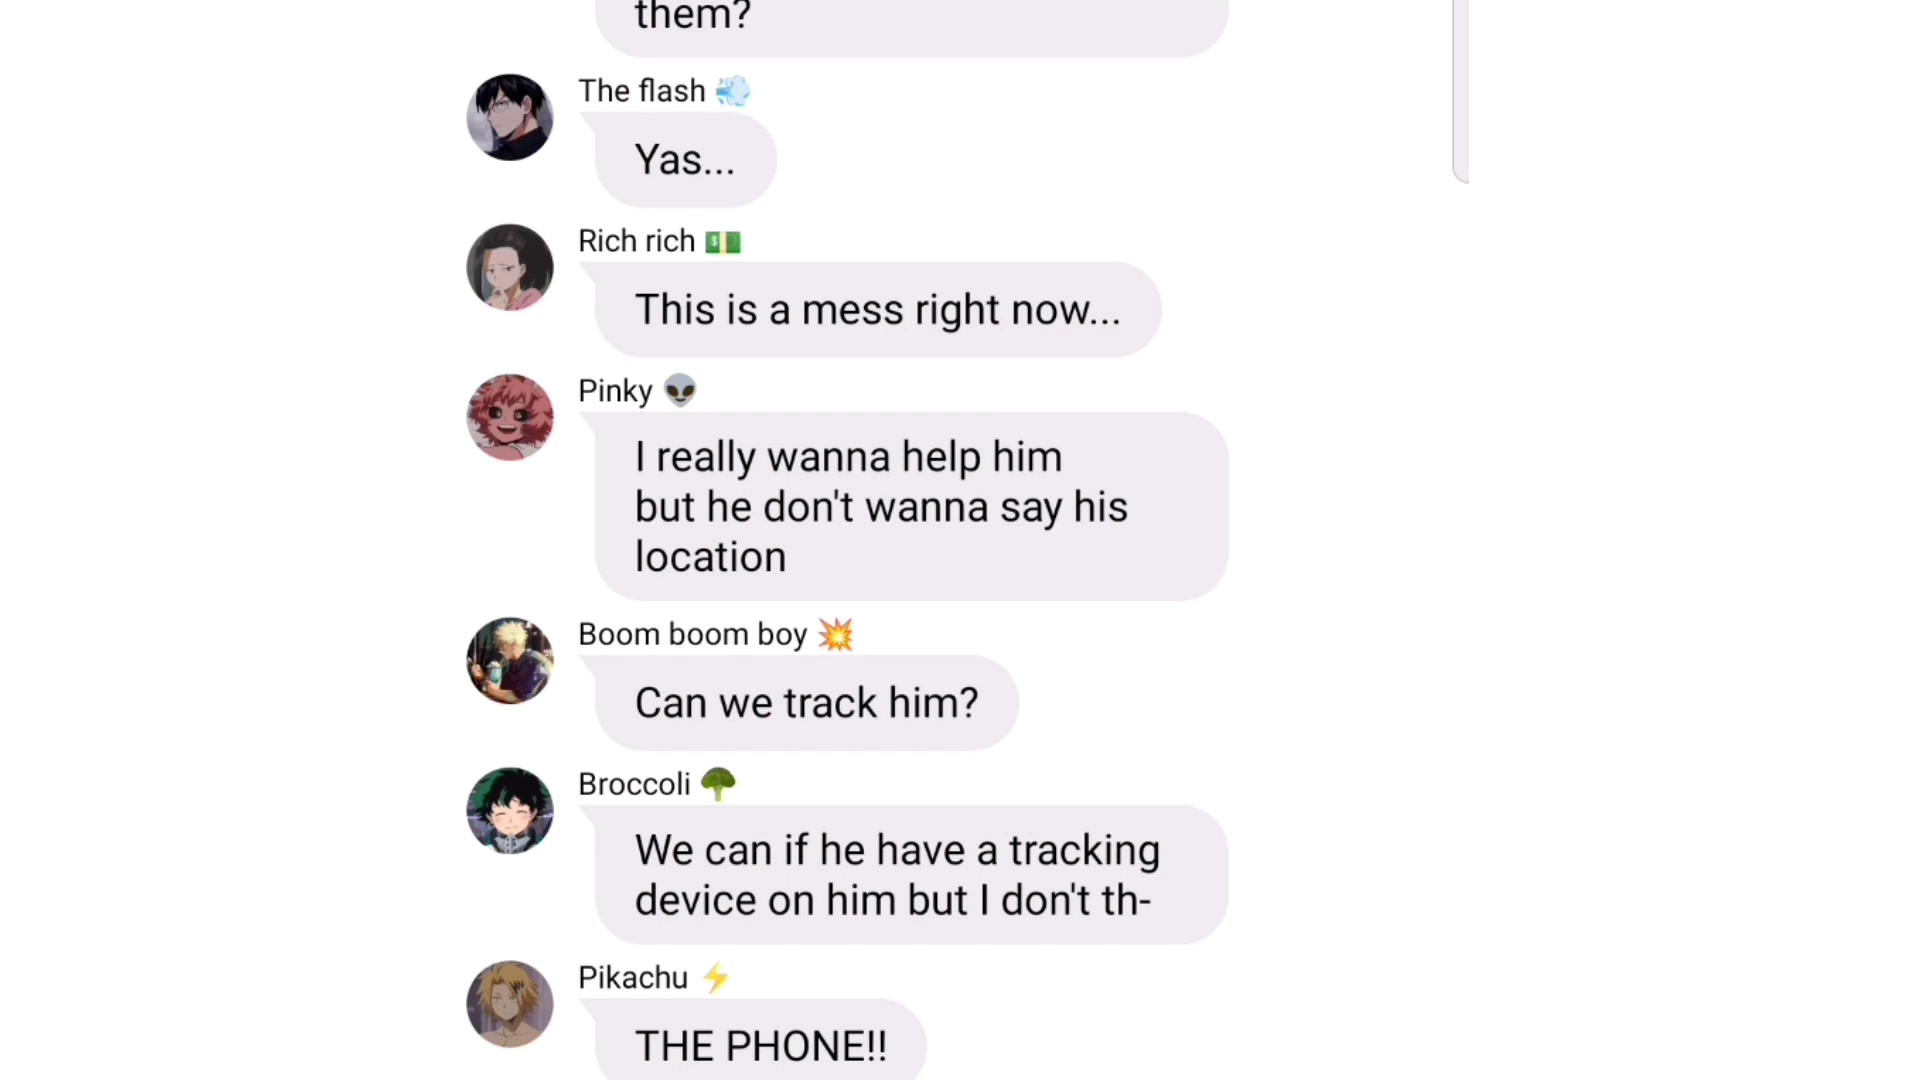 them?
The flash 💨
Yas...
Rich rich 💵
This is a mess right now...
Pinky 👽
I really wanna help him
but he don't wanna say his
location
Boom boom boy 💥
Can we track him?
Broccoli 🥦
We can if he have a tracking
device on him but I don't th-
Pikachu ⚡
THE PHONE!!